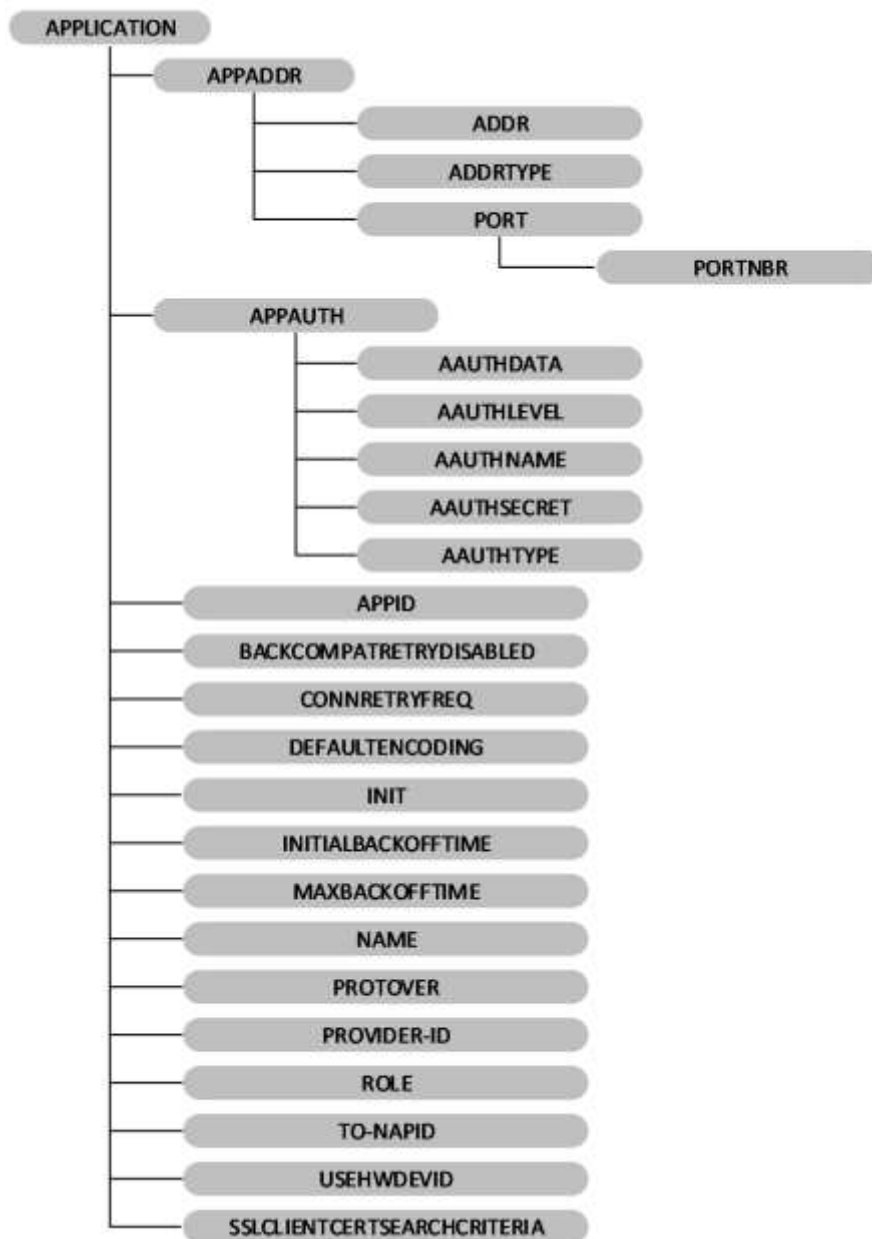 APPLICATION
APPADDR
ADDR
ADDRTYPE
PORT
PORTNBR
APPAUTH
AAUTHDATA
AAUTHLEVEL
AAUTHNAME
AAUTHSECRET
AAUTHTYPE
APPID
BACKCOMPATRETRYDISABLED
CONNRETRYFREQ
DEFAULTENCODING
INIT
INITIALBACKOFFTIME
MAXBACKOFFTIME
NAME
PROTOVER
PROVIDER-ID
ROLE
TO-NAPID
USEHWDEVID
SSLCLIENTCERTSEARCHCRITERIA